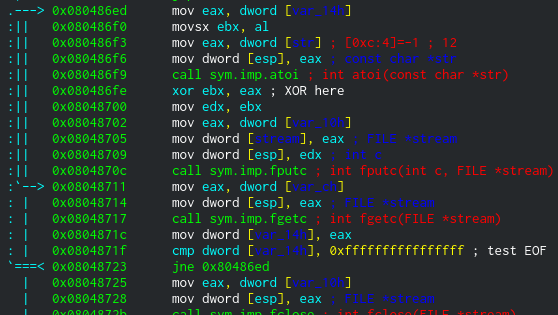 .---> 0x080486ed mov eax, dword [var_14h]
:|| 0x080486f0 movsx ebx, al
:|| 0x080486f3 mov eax, dword [str] ; [0xc:4]=-1 ; 12
:|| 0x080486f6 mov dword [esp], eax ; const char *str
:|| 0x080486f9 call sym.imp.atoi ; int atoi(const char *str)
:|| 0x080486fe xor ebx, eax ; XOR here
:|| 0x08048700 mov edx, ebx
:|| 0x08048702 mov eax, dword [var_10h]
:|| 0x08048705 mov dword [stream], eax ; FILE *stream
:|| 0x08048709 mov dword [esp], edx ; int c
:|| 0x0804870c call sym.imp.fputc ; int fputc(int c, FILE *stream)
:`--> 0x08048711 mov eax, dword [var_ch]
: | 0x08048714 mov dword [esp], eax ; FILE *stream
: | 0x08048717 call sym.imp.fgetc ; int fgetc(FILE *stream)
: | 0x0804871c mov dword [var_14h], eax
: | 0x0804871f cmp dword [var_14h], 0xffffffffffffffff ; test EOF
`===< 0x08048723 jne 0x80486ed
| 0x08048725 mov eax, dword [var_10h]
| 0x08048728 mov dword [esp], eax ; FILE *stream
| 0x0804872b call sym.imp.fclose ; int fclose(FILE *stream)